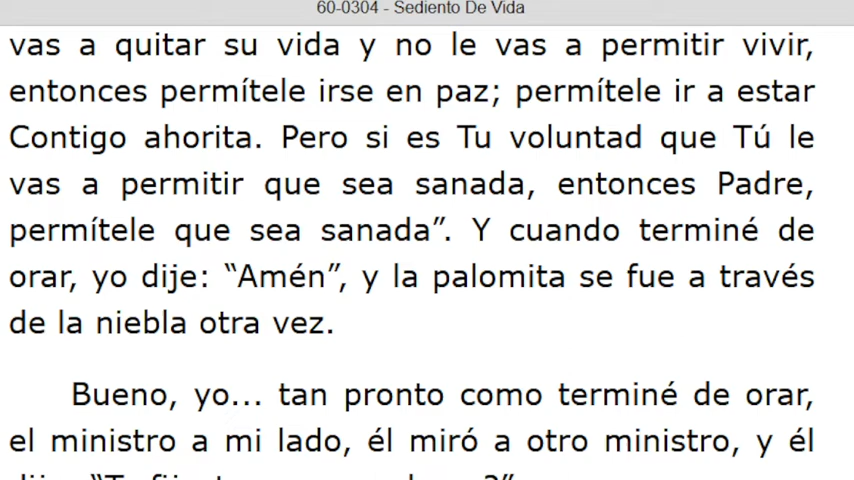 60-0304 - Sediento De Vida
vas a quitar su vida y no le vas a permitir vivir,
entonces permítele irse en paz; permítele ir a estar
Contigo ahorita. Pero si es Tu voluntad que Tú le
vas a permitir que sea sanada, entonces Padre,
permítele que sea sanada”. Y cuando terminé de
orar, yo dije: “Amén”, y la palomita se fue a través
de la niebla otra vez.
Bueno, yo... tan pronto como terminé de orar,
el ministro a mi lado, él miró a otro ministro, y él